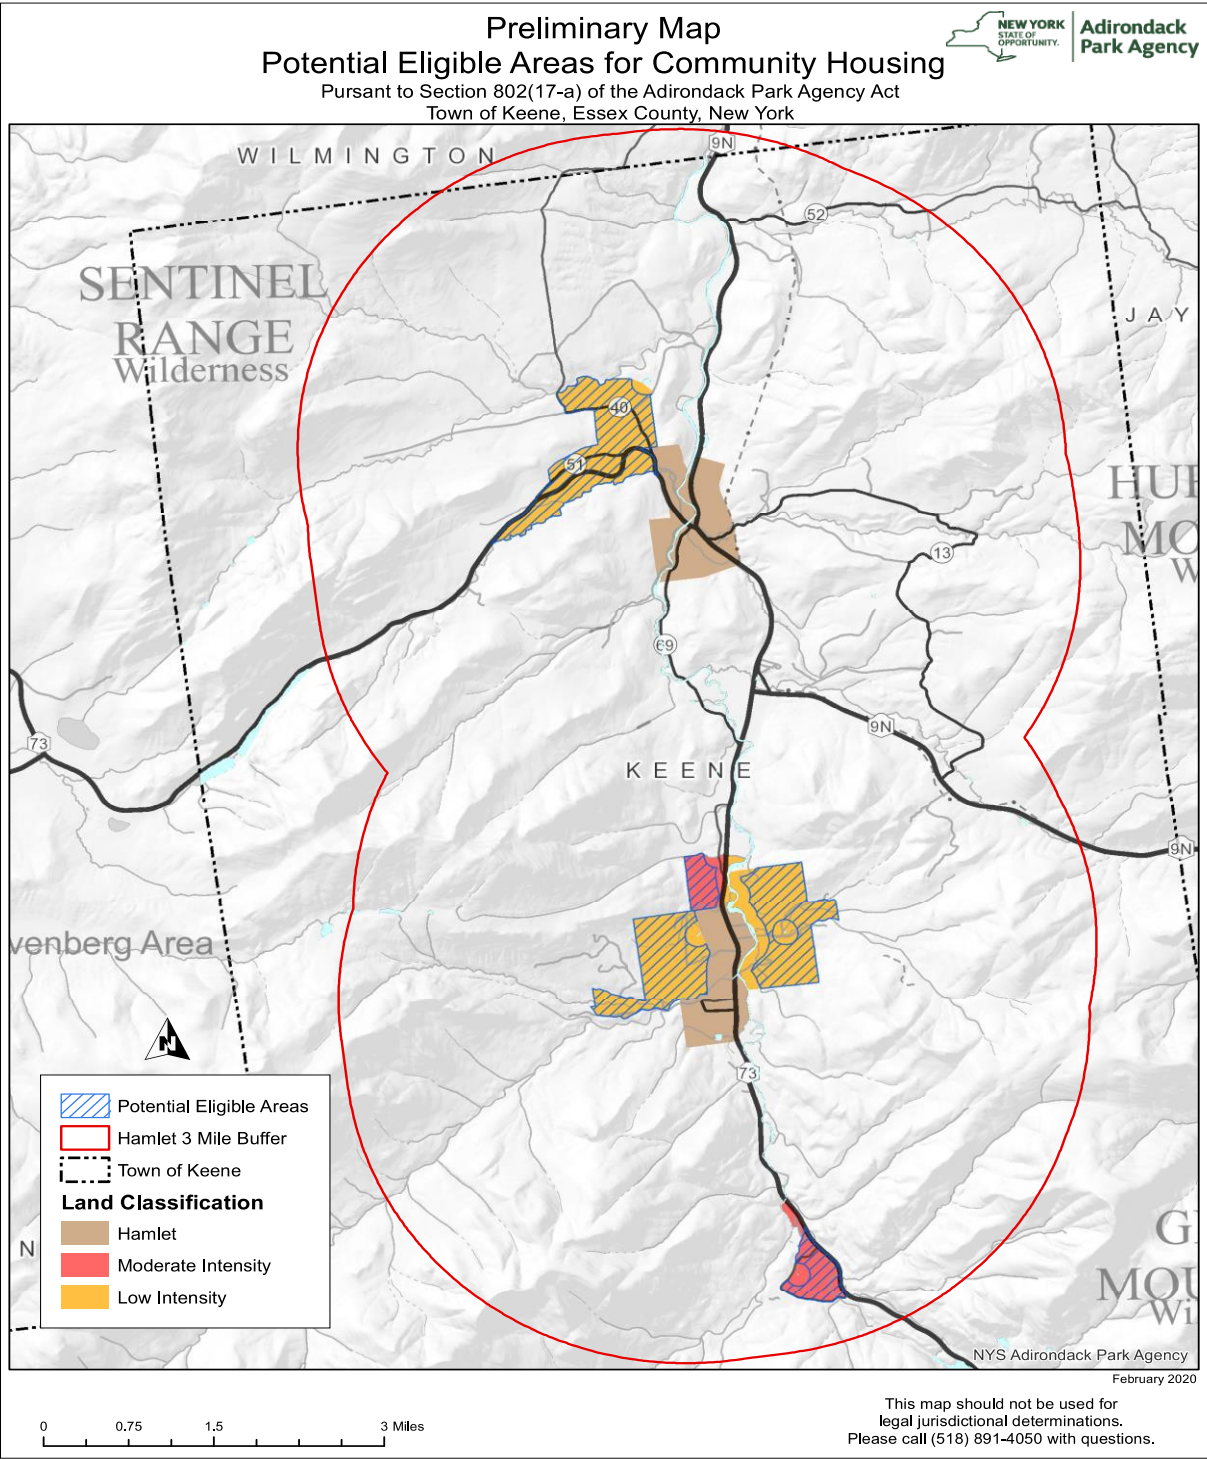 Preliminary Map
Potential Eligible Areas for Community Housing
Pursuant to Section 802(17-a) of the Adirondack Park Agency Act
Town of Keene, Essex County, New York
NEW YORK
STATE OF
OPPORTUNITY.
Adirondack
Park Agency
WILMINGTON
9N
52
SENTINEL
RANGE
Wilderness
JAY
40
51
HUR
MO
W
13
69
73
9N
KEENE
9N
venberg Area
N
73
Potential Eligible Areas
Hamlet 3 Mile Buffer
Town of Keene
Land Classification
Hamlet
Moderate Intensity
Low Intensity
N
GI
MOU
Wi
NYS Adirondack Park Agency
February 2020
0 0.75 1.5 3 Miles
This map should not be used for
legal jurisdictional determinations.
Please call (518) 891-4050 with questions.